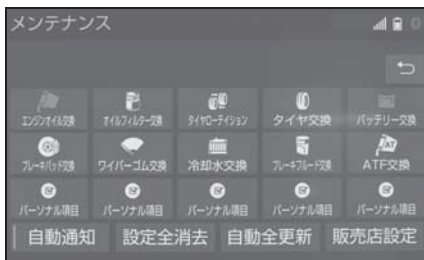 メンテナンス
エンジンオイル交換 オイルフィルター交換 タイヤローテイション タイヤ交換 バッテリー交換
ブレーキパッド交換 ワイパーゴム交換 冷却水交換 ブレーキフルード交換 ATF交換
パーソナル項目 パーソナル項目 パーソナル項目 パーソナル項目 パーソナル項目
自動通知 設定全消去 自動全更新 販売店設定